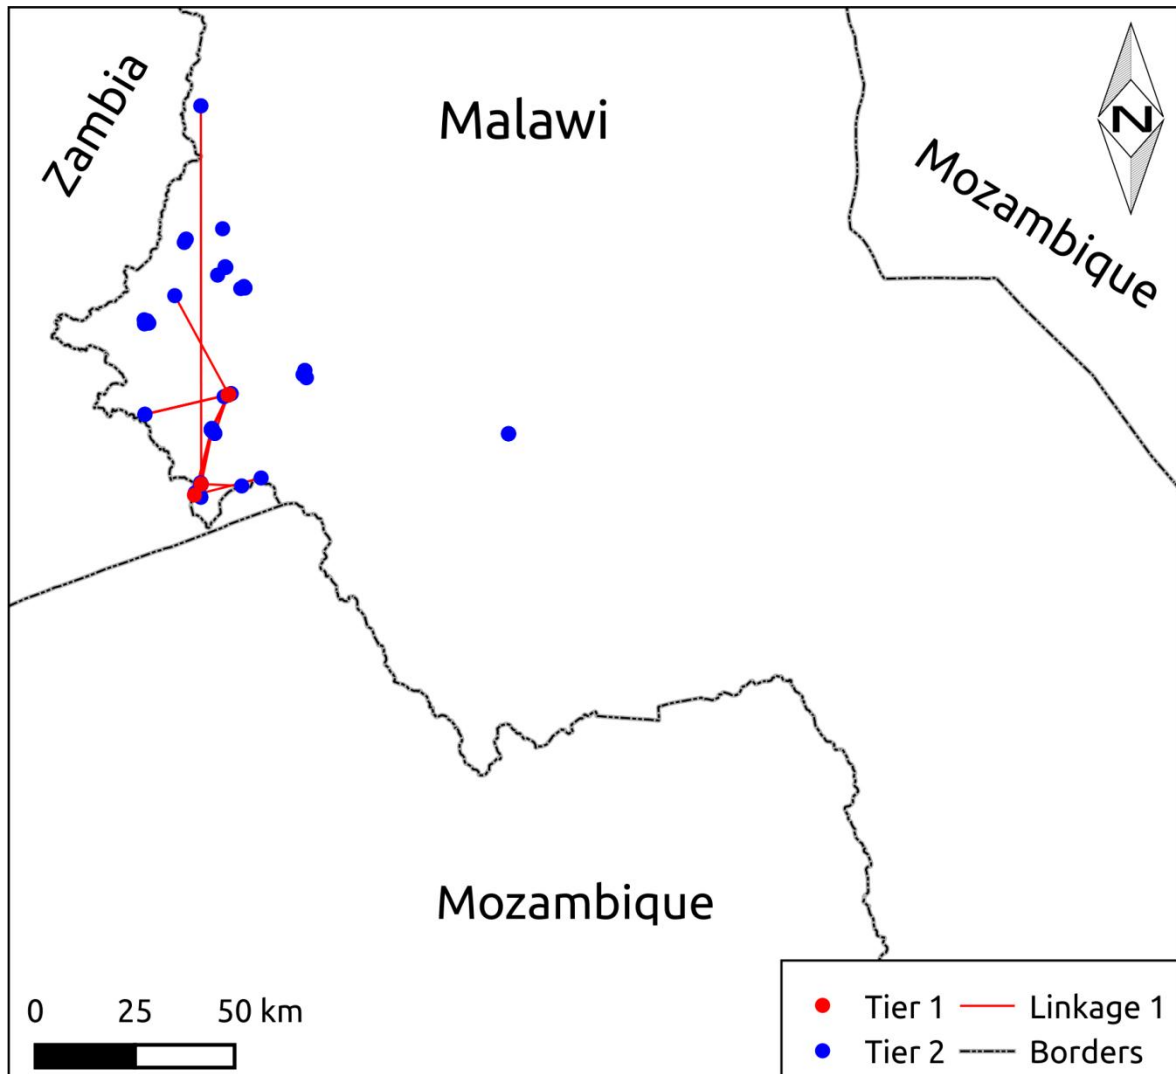 Zambia
Malawi
Mozambique
N
Mozambique
0 25 50 km
Tier 1 Linkage 1
Tier 2 Borders